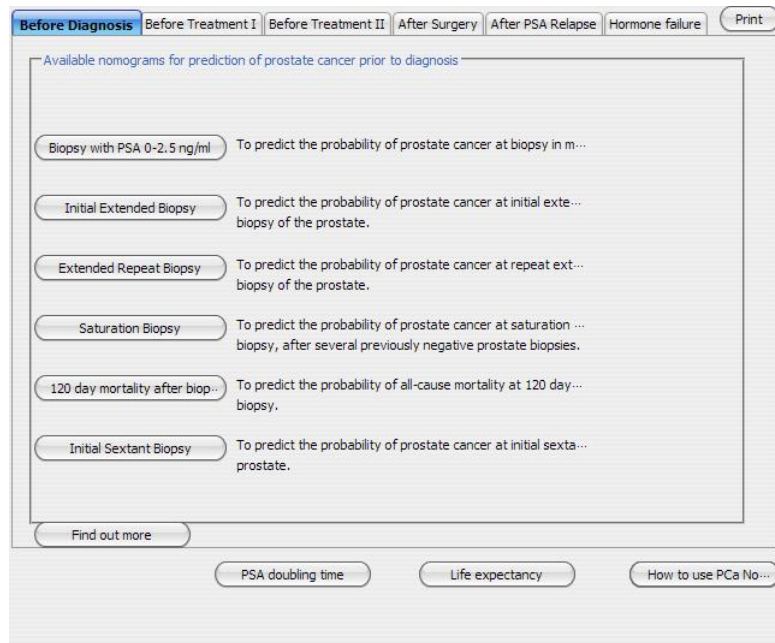 Before Diagnosis Before Treatment I Before Treatment II After Surgery After PSA Relapse Hormone failure Print
Available nomograms for prediction of prostate cancer prior to diagnosis
Biopsy with PSA 0-2.5 ng/ml To predict the probability of prostate cancer at biopsy in m···
Initial Extended Biopsy To predict the probability of prostate cancer at initial exte···
biopsy of the prostate.
Extended Repeat Biopsy To predict the probability of prostate cancer at repeat ext···
biopsy of the prostate.
Saturation Biopsy To predict the probability of prostate cancer at saturation ···
biopsy, after several previously negative prostate biopsies.
120 day mortality after biop··· To predict the probability of all-cause mortality at 120 day···
biopsy.
Initial Sextant Biopsy To predict the probability of prostate cancer at initial sexta···
prostate.
Find out more
PSA doubling time Life expectancy How to use PCa No···